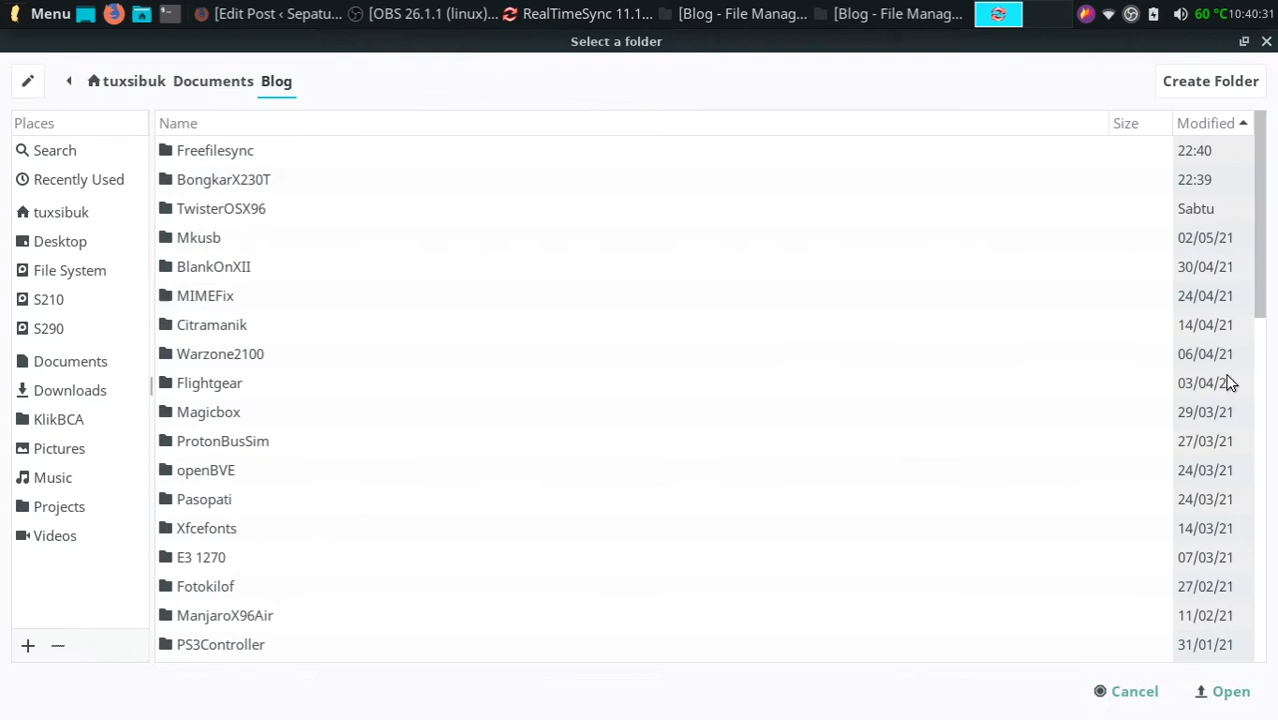 Menu [Edit Post ‹ Sepatu... [OBS 26.1.1 (linux)... RealTimeSync 11.1... [Blog - File Manag... [Blog - File Manag... 60 °C 10:40:31
Select a folder
tuxsibuk Documents Blog Create Folder
Places Name Size Modified
Search Freefilesync 22:40
Recently Used BongkarX230T 22:39
tuxsibuk TwisterOSX96 Sabtu
Desktop Mkusb 02/05/21
File System BlankOnXII 30/04/21
S210 MIMEFix 24/04/21
S290 Citramanik 14/04/21
Documents Warzone2100 06/04/21
Downloads Flightgear 03/04/21
KlikBCA Magicbox 29/03/21
Pictures ProtonBusSim 27/03/21
Music openBVE 24/03/21
Projects Pasopati 24/03/21
Videos Xfcefonts 14/03/21
E3 1270 07/03/21
Fotokilof 27/02/21
ManjaroX96Air 11/02/21
PS3Controller 31/01/21
Cancel Open